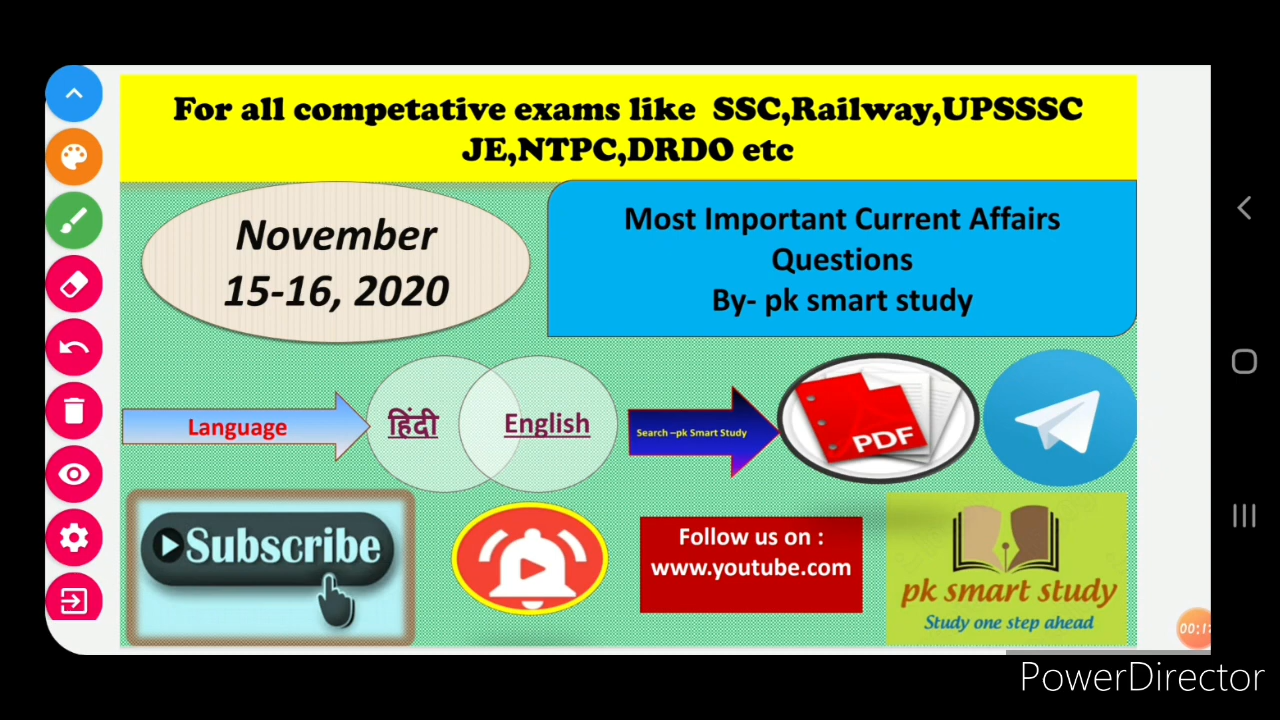 For all competative exams like SSC,Railway,UPSSSC
JE,NTPC,DRDO etc
November
15-16, 2020
Most Important Current Affairs
Questions
By- pk smart study
Language
हिंदी
English
Search –pk Smart Study
PDF
Subscribe
Follow us on :
www.youtube.com
pk smart study
Study one step ahead
PowerDirector